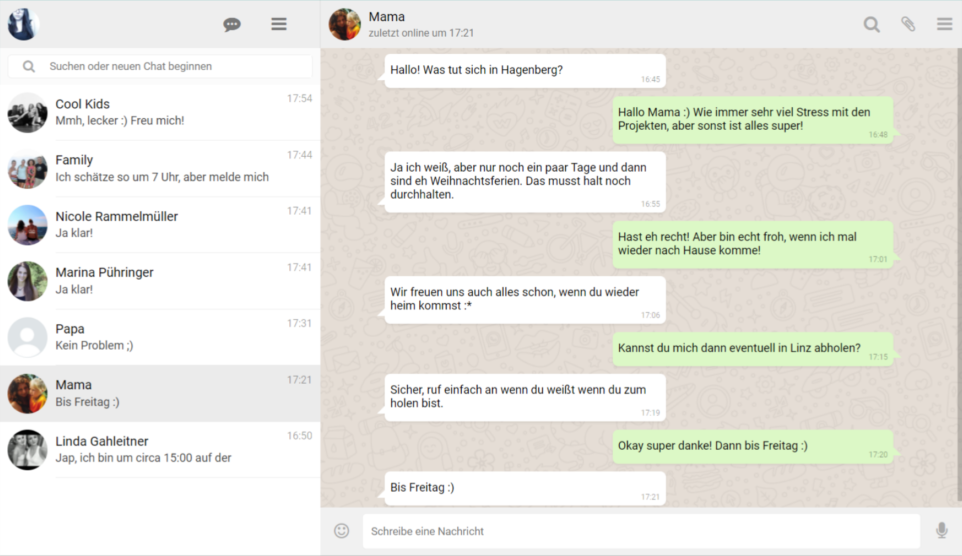 Suchen oder neuen Chat beginnen
Cool Kids
17:54
Mmh, lecker :) Freu mich!
Family
17:44
Ich schätze so um 7 Uhr, aber melde mich
Nicole Rammelmüller
17:41
Ja klar!
Marina Pühringer
17:41
Ja klar!
Papa
17:31
Kein Problem ;)
Mama
17:21
Bis Freitag :)
Linda Gahleitner
16:50
Jap, ich bin um circa 15:00 auf der
Mama
zuletzt online um 17:21
Hallo! Was tut sich in Hagenberg?
16:45
Hallo Mama :) Wie immer sehr viel Stress mit den
Projekten, aber sonst ist alles super!
16:48
Ja ich weiß, aber nur noch ein paar Tage und dann
sind eh Weihnachtsferien. Das musst halt noch
durchhalten.
16:55
Hast eh recht! Aber bin echt froh, wenn ich mal
wieder nach Hause komme!
17:01
Wir freuen uns auch alles schon, wenn du wieder
heim kommst :*
17:06
Kannst du mich dann eventuell in Linz abholen?
17:15
Sicher, ruf einfach an wenn du weißt wenn du zum
holen bist.
17:19
Okay super danke! Dann bis Freitag :)
17:20
Bis Freitag :)
17:21
Schreibe eine Nachricht